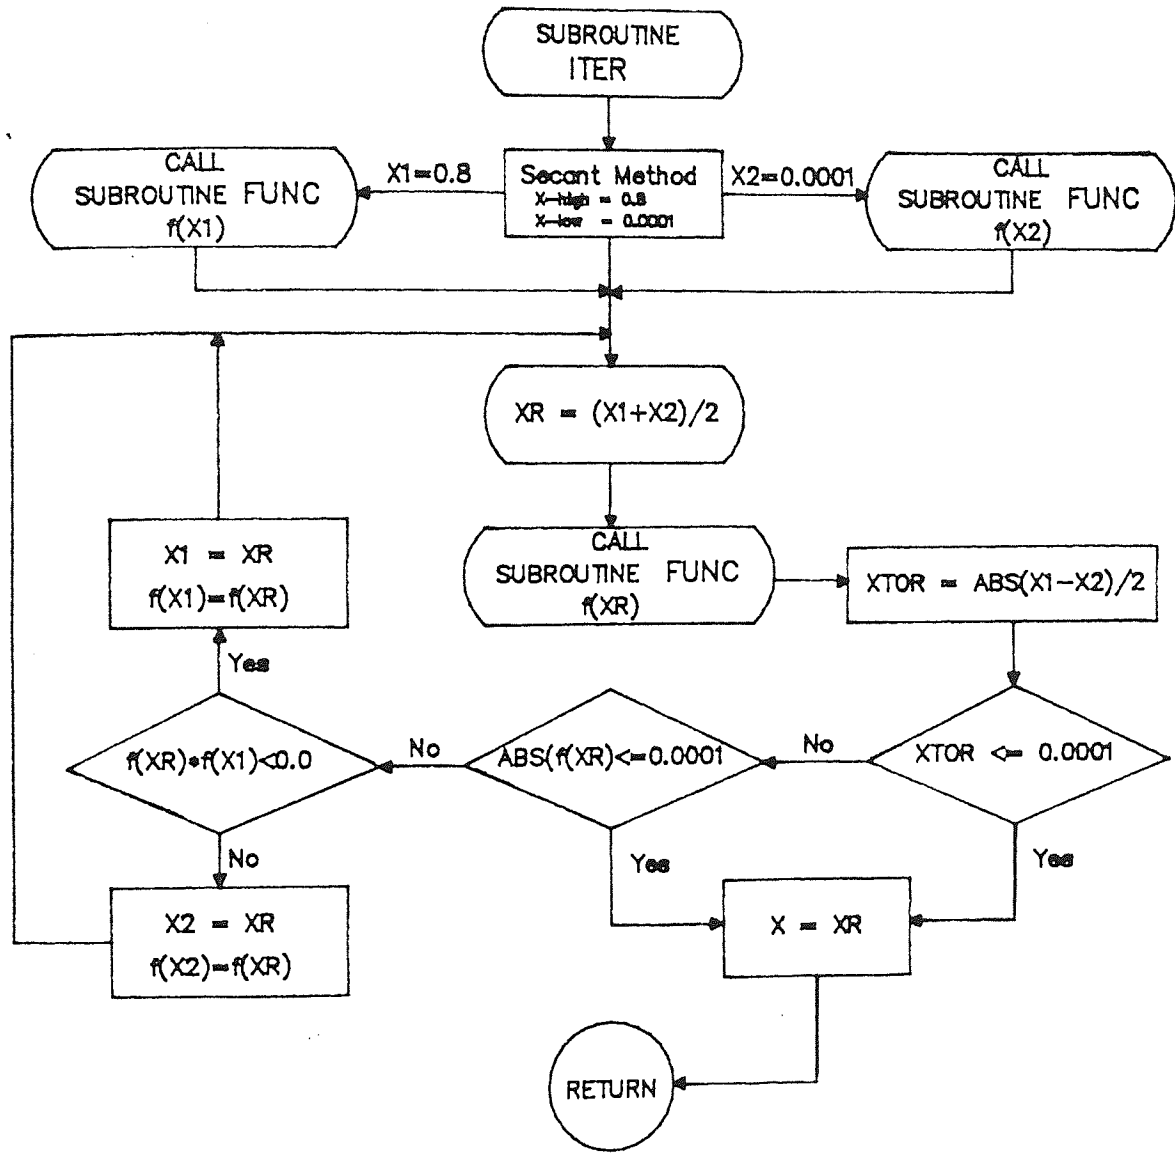 SUBROUTINE
ITER
CALL
SUBROUTINE FUNC
f(X1)
X1=0.8
Secant Method
X-high = 0.8
X-low = 0.0001
X2=0.0001
CALL
SUBROUTINE FUNC
f(X2)
XR = (X1+X2)/2
X1 = XR
f(X1)=f(XR)
CALL
SUBROUTINE FUNC
f(XR)
XTOR = ABS(X1-X2)/2
Yes
f(XR)*f(X1)<0.0
No
ABS(f(XR)<=0.0001
No
XTOR <= 0.0001
No
Yes
Yes
X2 = XR
f(X2)=f(XR)
X = XR
RETURN